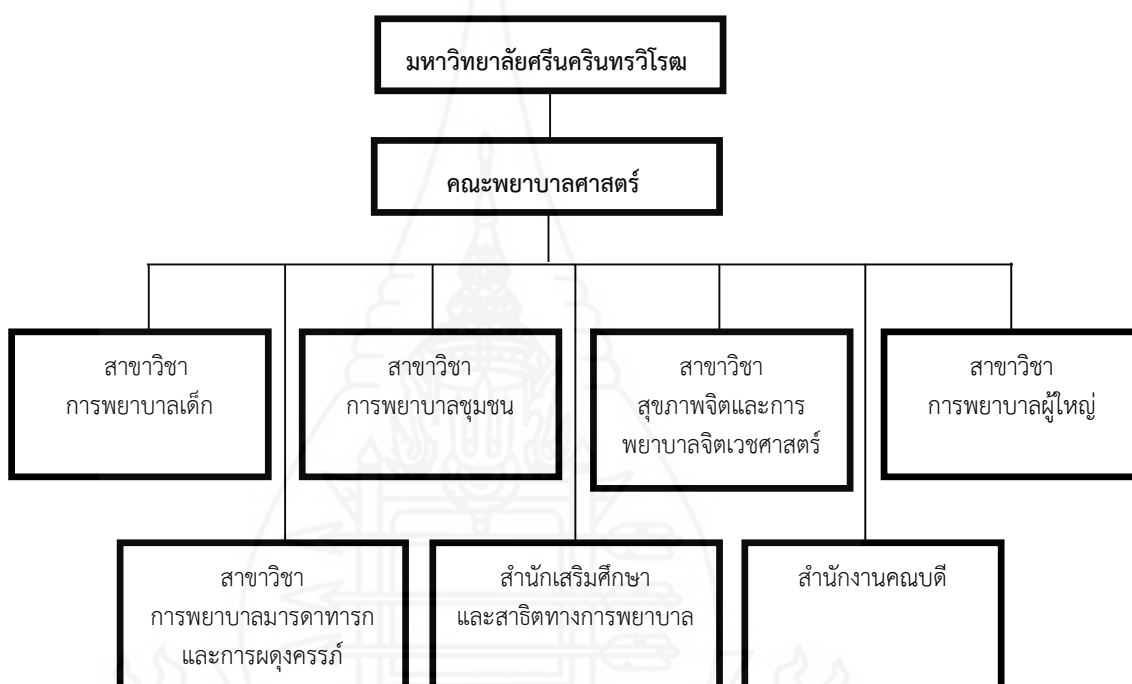 มหาวิทยาลัยศรีนครินทรวิโรฒ
คณะพยาบาลศาสตร์
สาขาวิชา
การพยาบาลเด็ก
สาขาวิชา
การพยาบาลชุมชน
สาขาวิชา
สุขภาพจิตและการ
พยาบาลจิตเวชศาสตร์
สาขาวิชา
การพยาบาลผู้ใหญ่
สาขาวิชา
การพยาบาลมารดาทารก
และการผดุงครรภ์
สำนักเสริมศึกษา
และสาธิตทางการพยาบาล
สำนักงานคณบดี